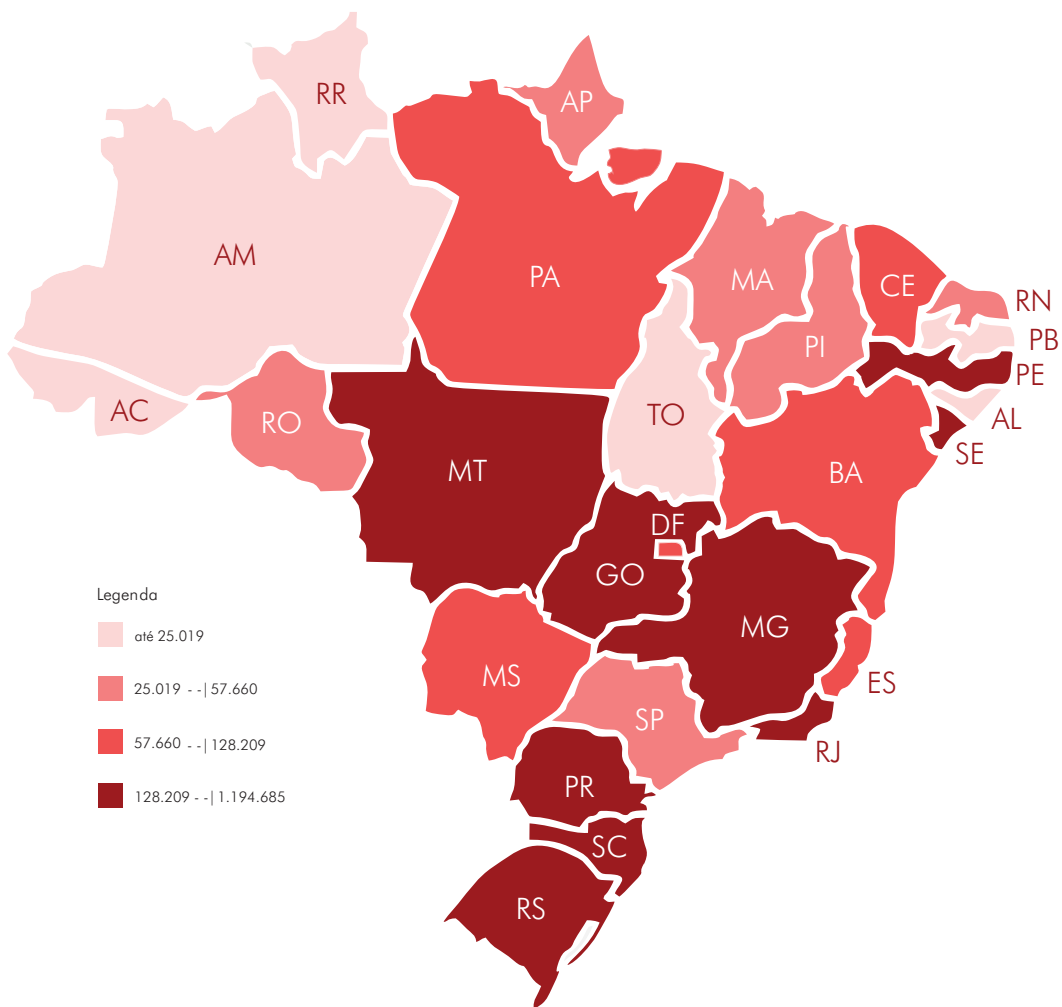 RR
AP
AM
PA
MA
CE
RN
PI
PB
PE
AC
RO
TO
AL
SE
MT
BA
DF
GO
MG
Legenda
até 25.019
25.019 - -| 57.660
57.660 - -| 128.209
128.209 - -| 1.194.685
MS
ES
SP
RJ
PR
SC
RS